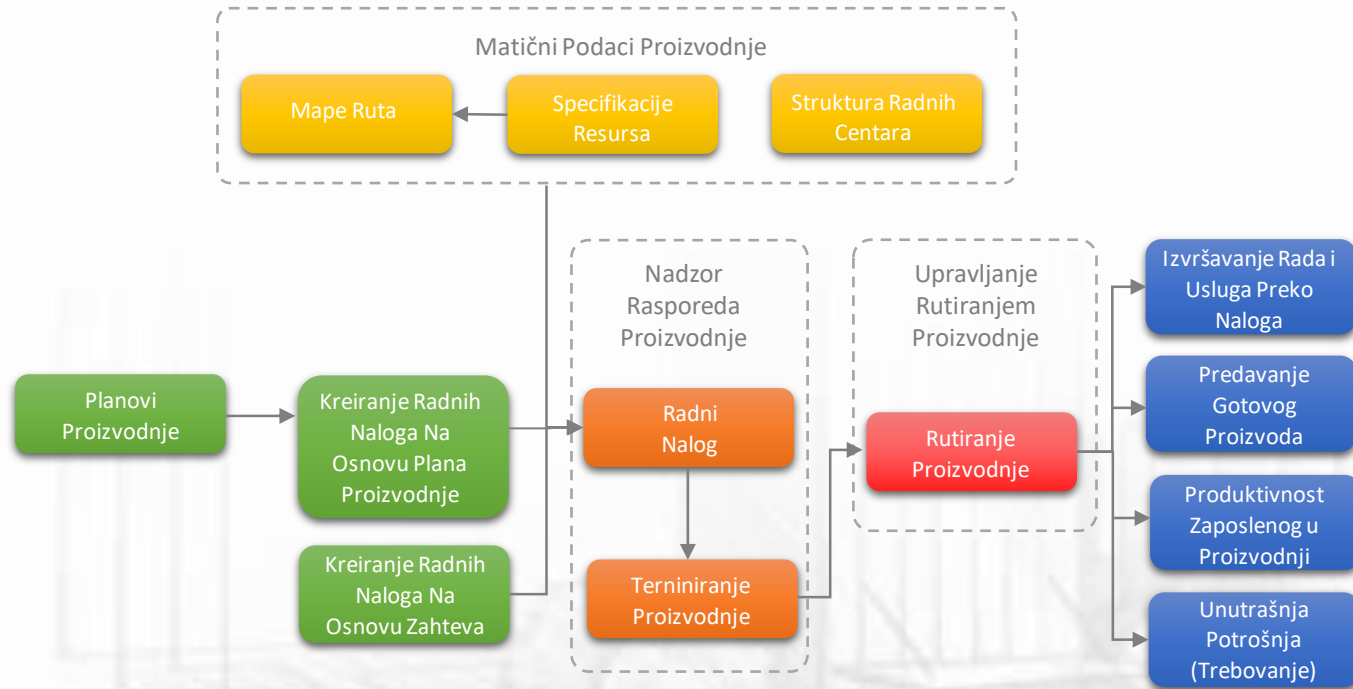 Matični Podaci Proizvodnje
Mape Ruta
Specifikacije
Resursa
Struktura Radnih
Centara
Planovi
Proizvodnje
Kreiranje Radnih
Naloga Na
Osnovu Plana
Proizvodnje
Kreiranje Radnih
Naloga Na
Osnovu Zahteva
Nadzor
Rasporeda
Proizvodnje
Radni
Nalog
Terniniranje
Proizvodnje
Upravljanje
Rutiranjem
Proizvodnje
Rutiranje
Proizvodnje
Izvršavanje Rada i
Usluga Preko
Naloga
Predavanje
Gotovog
Proizvoda
Produktivnost
Zaposlenog u
Proizvodnji
Unutrašnja
Potrošnja
(Trebovanje)